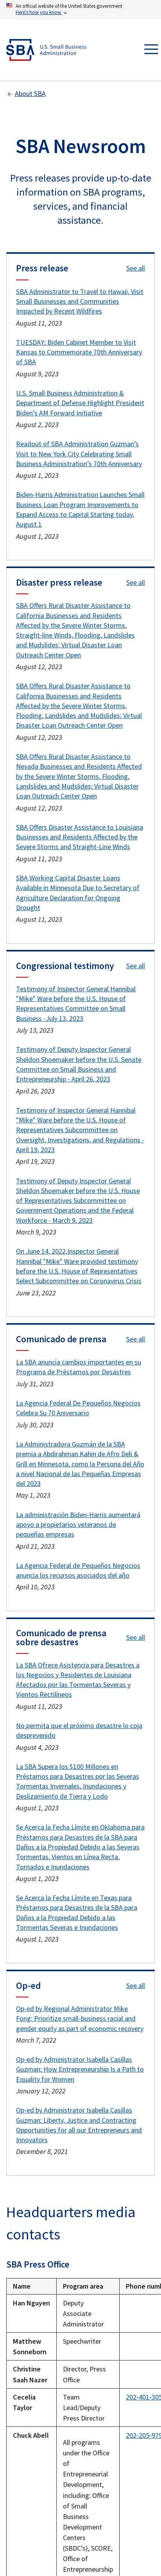 An official website of the United States government
Here's how you know
SBA
U.S. Small Business
Administration
About SBA
SBA Newsroom
Press releases provide up-to-date
information on SBA programs,
services, and financial
assistance.
Press release
See all
SBA Administrator to Travel to Hawaii, Visit
Small Businesses and Communities
Impacted by Recent Wildfires
August 11, 2023
TUESDAY: Biden Cabinet Member to Visit
Kansas to Commemorate 70th Anniversary
of SBA
August 9, 2023
U.S. Small Business Administration &
Department of Defense Highlight President
Biden's AM Forward Initiative
August 2, 2023
Readout of SBA Administration Guzman's
Visit to New York City Celebrating Small
Business Administration's 70th Anniversary
August 1, 2023
Biden-Harris Administration Launches Small
Business Loan Program Improvements to
Expand Access to Capital Starting today,
August 1
August 1, 2023
Disaster press release
See all
SBA Offers Rural Disaster Assistance to
California Businesses and Residents
Affected by the Severe Winter Storms,
Straight-line Winds, Flooding, Landslides
and Mudslides; Virtual Disaster Loan
Outreach Center Open
August 12, 2023
SBA Offers Rural Disaster Assistance to
California Businesses and Residents
Affected by the Severe Winter Storms,
Flooding, Landslides and Mudslides; Virtual
Disaster Loan Outreach Center Open
August 12, 2023
SBA Offers Rural Disaster Assistance to
Nevada Businesses and Residents Affected
by the Severe Winter Storms, Flooding,
Landslides and Mudslides; Virtual Disaster
Loan Outreach Center Open
August 12, 2023
SBA Offers Disaster Assistance to Louisiana
Businesses and Residents Affected by the
Severe Storms and Straight-Line Winds
August 11, 2023
SBA Working Capital Disaster Loans
Available in Minnesota Due to Secretary of
Agriculture Declaration for Ongoing
Drought
August 11, 2023
Congressional testimony
See all
Testimony of Inspector General Hannibal
"Mike" Ware before the U.S. House of
Representatives Committee on Small
Business -July 13, 2023
July 13, 2023
Testimony of Deputy Inspector General
Sheldon Shoemaker before the U.S. Senate
Committee on Small Business and
Entrepreneurship - April 26, 2023
April 26, 2023
Testimony of Inspector General Hannibal
"Mike" Ware before the U.S. House of
Representatives Subcommittee on
Oversight, Investigations, and Regulations -
April 19, 2023
April 19, 2023
Testimony of Deputy Inspector General
Sheldon Shoemaker before the U.S. House
of Representatives Subcommittee on
Government Operations and the Federal
Workforce - March 9, 2023
March 9, 2023
On June 14, 2022,Inspector General
Hannibal "Mike" Ware provided testimony
before the U.S. House of Representatives
Select Subcommittee on Coronavirus Crisis
June 23, 2022
Comunicado de prensa
See all
La SBA anuncia cambios importantes en su
Programa de Préstamos por Desastres
July 31, 2023
La Agencia Federal De Pequeños Negocios
Celebra Su 70 Aniversario
July 30, 2023
La Administradora Guzmán de la SBA
premia a Abdirahman Kahin de Afro Deli &
Grill en Minnesota, como la Persona del Año
a nivel Nacional de las Pequeñas Empresas
del 2023
May 1, 2023
La administración Biden-Harris aumentará
apoyo a propietarios veteranos de
pequeñas empresas
April 21, 2023
La Agencia Federal de Pequeños Negocios
anuncia los recursos asociados del año
April 10, 2023
Comunicado de prensa
sobre desastres
See all
La SBA Ofrece Asistencia para Desastres a
los Negocios y Residentes de Louisiana
Afectados por las Tormentas Severas y
Vientos Rectilíneos
August 11, 2023
No permita que el próximo desastre lo coja
desprevenido
August 4, 2023
La SBA Supera los $100 Millones en
Préstamos para Desastres por las Severas
Tormentas Invernales, Inundaciones y
Deslizamiento de Tierra y Lodo
August 1, 2023
Se Acerca la Fecha Límite en Oklahoma para
Préstamos para Desastres de la SBA para
Daños a la Propiedad Debido a las Severas
Tormentas, Vientos en Línea Recta,
Tornados e Inundaciones
August 1, 2023
Se Acerca la Fecha Límite en Texas para
Préstamos para Desastres de la SBA para
Daños a la Propiedad Debido a las
Tormentas Severas e Inundaciones
August 1, 2023
Op-ed
See all
Op-ed by Regional Administrator Mike
Fong: Prioritize small-business racial and
gender equity as part of economic recovery
March 7, 2022
Op-ed by Administrator Isabella Casillas
Guzman: How Entrepreneurship Is a Path to
Equality for Women
January 12, 2022
Op-ed by Administrator Isabella Casillas
Guzman: Liberty, Justice and Contracting
Opportunities for all our Entrepreneurs and
Innovators
December 8, 2021
Headquarters media
contacts
SBA Press Office
Name
Program area
Phone num
Han Nguyen
Deputy
Associate
Administrator
Matthew
Sonneborn
Speechwriter
Christine
Saah Nazer
Director, Press
Office
Cecelia
Taylor
Team
Lead/Deputy
Press Director
202-401-305
Chuck Abell
202-205-979
All programs
under the Office
of
Entrepreneurial
Development,
including: Office
of Small
Business
Development
Centers
(SBDC's), SCORE,
Office of
Entrepreneurship